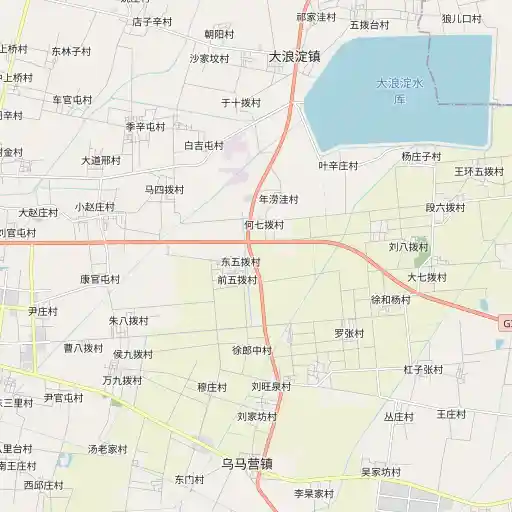 店子辛村
朝阳村
祁家洼村
五拨台村
狼儿口村
东林子村
沙家坟村
大浪淀镇
上桥村
中上桥村
车官屯村
于十拨村
大浪淀水
库
季辛屯村
白吉屯村
大道邢村
叶辛庄村
杨庄子村
马四拨村
王环五拨村
年涝洼村
小赵庄村
大赵庄村
段六拨村
刘官屯村
何七拨村
刘八拨村
东五拨村
康官屯村
前五拨村
大七拨村
徐和杨村
尹庄村
朱八拨村
罗张村
曹八拨村
侯九拨村
徐郎中村
杠子张村
万九拨村
穆庄村
刘旺泉村
尹官屯村
东三里村
刘家坊村
丛庄村
王庄村
八里台村
汤老家村
南王庄村
乌马营镇
吴家坊村
西邱庄村
东门村
李杲家村